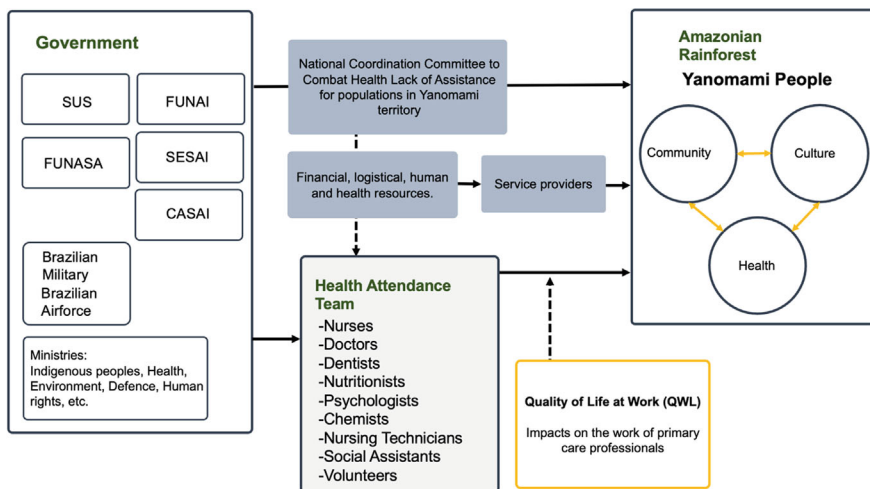 Government
SUS
FUNAI
FUNASA
SESAI
CASAI
Brazilian
Military
Brazilian
Airforce
Ministries:
Indigenous peoples, Health,
Environment, Defence, Human
rights, etc.
National Coordination Committee to
Combat Health Lack of Assistance
for populations in Yanomami
territory
Financial, logistical, human
and health resources.
Service providers
Health Attendance
Team
-Nurses
-Doctors
-Dentists
-Nutritionists
-Psychologists
-Chemists
-Nursing Technicians
-Social Assistants
-Volunteers
Quality of Life at Work (QWL)
Impacts on the work of primary
care professionals
Amazonian
Rainforest
Yanomami People
Community
Culture
Health